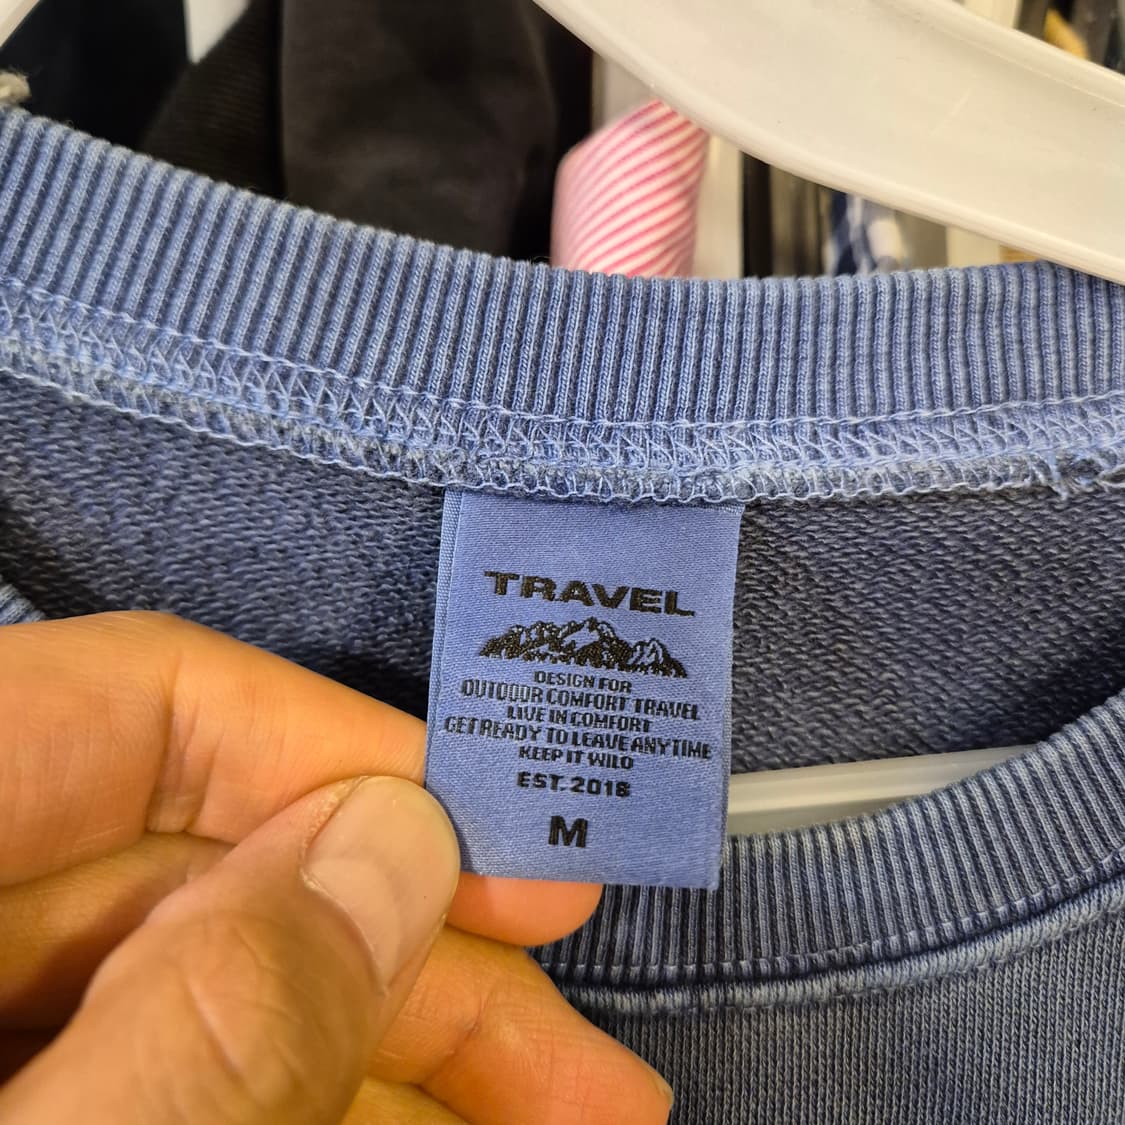 TRAVEL
DESIGN FOR
OUTDOOR COMFORT TRAVEL
LIVE IN COMFORT
GET READY TO LEAVE ANYTIME
KEEP IT WILD
EST. 2018
M